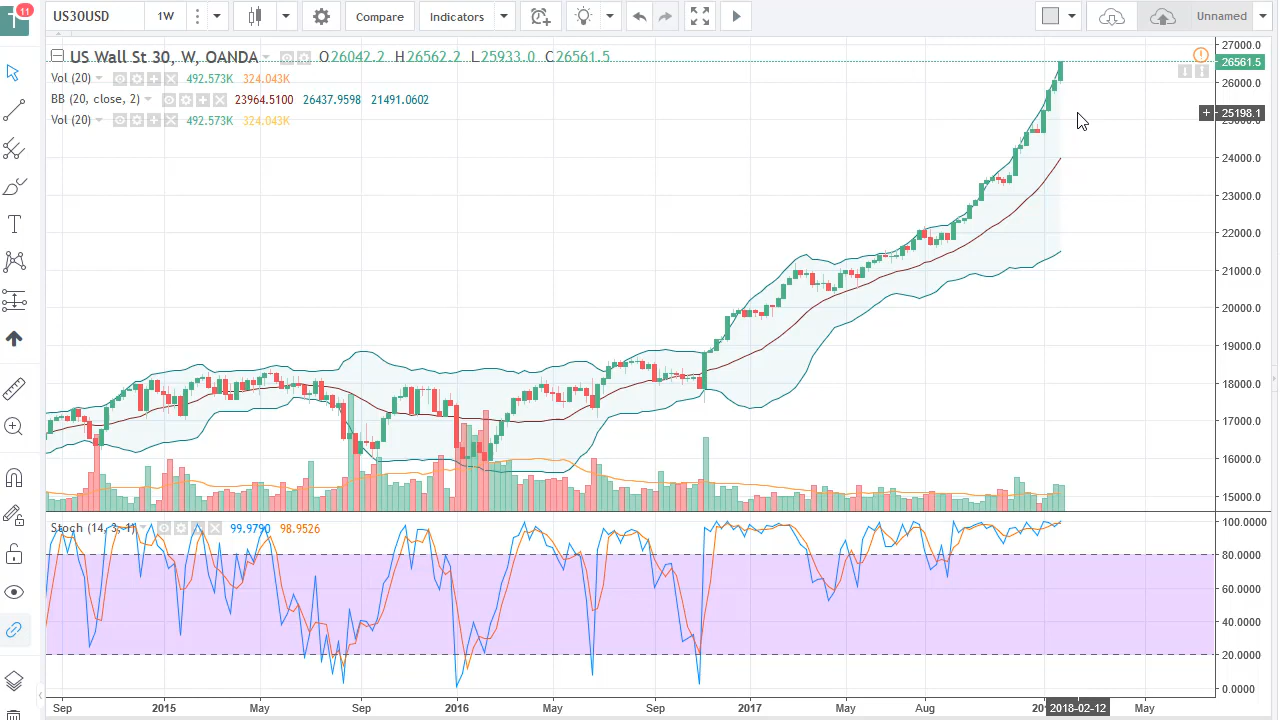 11
T
US30USD 1W Compare Indicators Unnamed
US Wall St 30, W, OANDA O26042.2 H26562.2 L25933.0 C26561.5
Vol (20) 492.573K 324.043K
BB (20, close, 2) 23964.5100 26437.9598 21491.0602
Vol (20) 492.573K 324.043K
27000.0
26561.5
26000.0
25198.1
24000.0
23000.0
22000.0
21000.0
20000.0
19000.0
18000.0
17000.0
16000.0
15000.0
Stoch (14, 3, 1) 99.9790 98.9526
100.0000
80.0000
60.0000
40.0000
20.0000
0.0000
Sep 2015 May Sep 2016 May Sep 2017 May Aug 2018-02-12 May